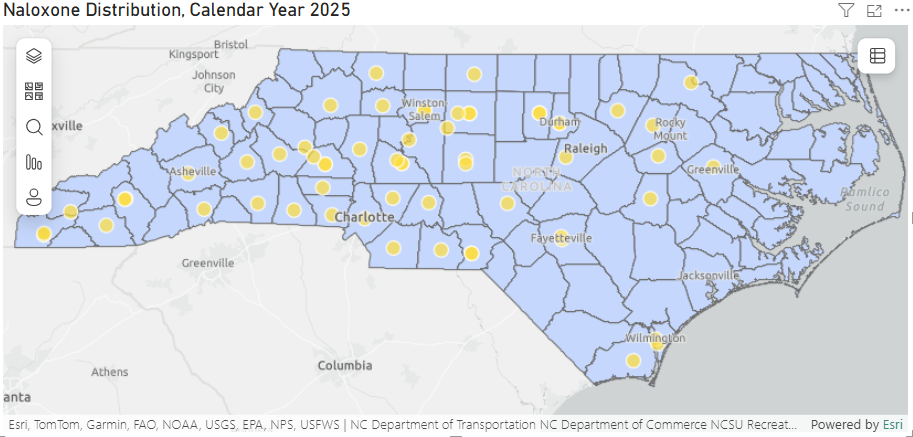 Naloxone Distribution, Calendar Year 2025
Bristol
Kingsport
Johnson
City
xville
Winston
Salem
Durham
Rocky
Mount
Raleigh
Asheville
Greenville
NORTH
CAROLINA
Pamlico
Sound
Charlotte
Fayetteville
Greenville
Jacksonville
Wilmington
Columbia
Athens
anta
Esri, TomTom, Garmin, FAO, NOAA, USGS, EPA, NPS, USFWS | NC Department of Transportation NC Department of Commerce NCSU Recreat... Powered by Esri